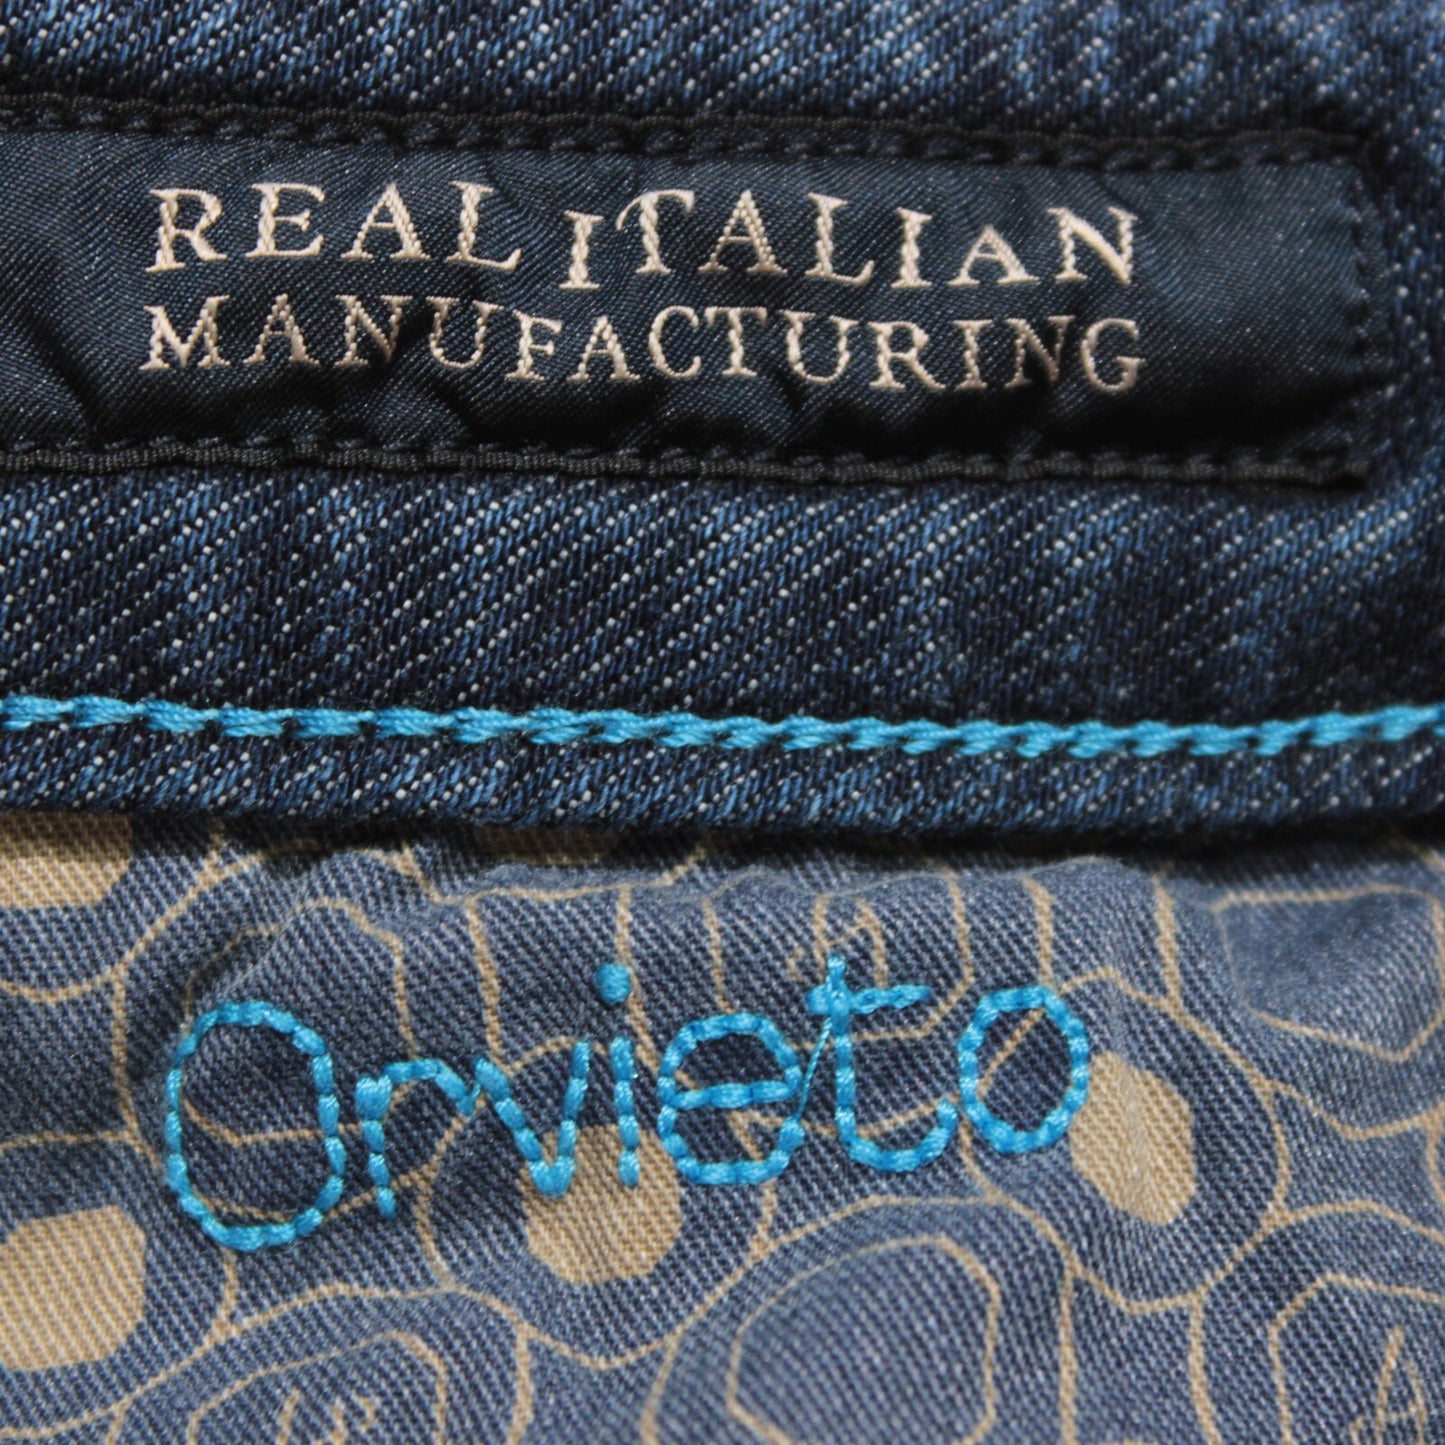 REAL ITALIAN
MANUFACTURING
Orvieto